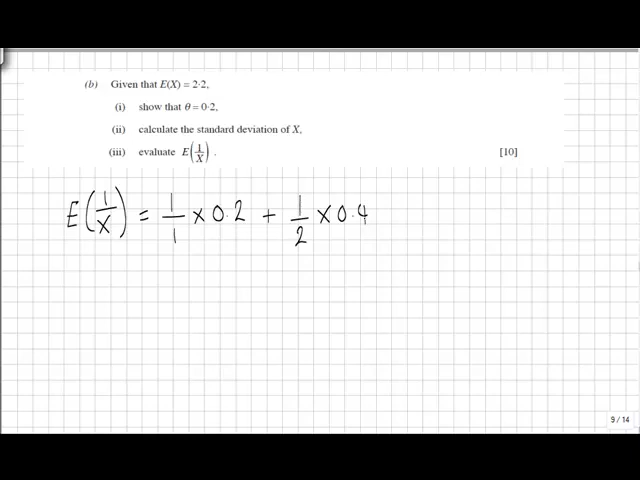 (b) Given that E(X) = 2·2,
(i) show that θ = 0·2,
(ii) calculate the standard deviation of X,
(iii) evaluate E(1/X) . [10]
E(1/X) = 1/1 × 0.2 + 1/2 × 0.4
9 / 14